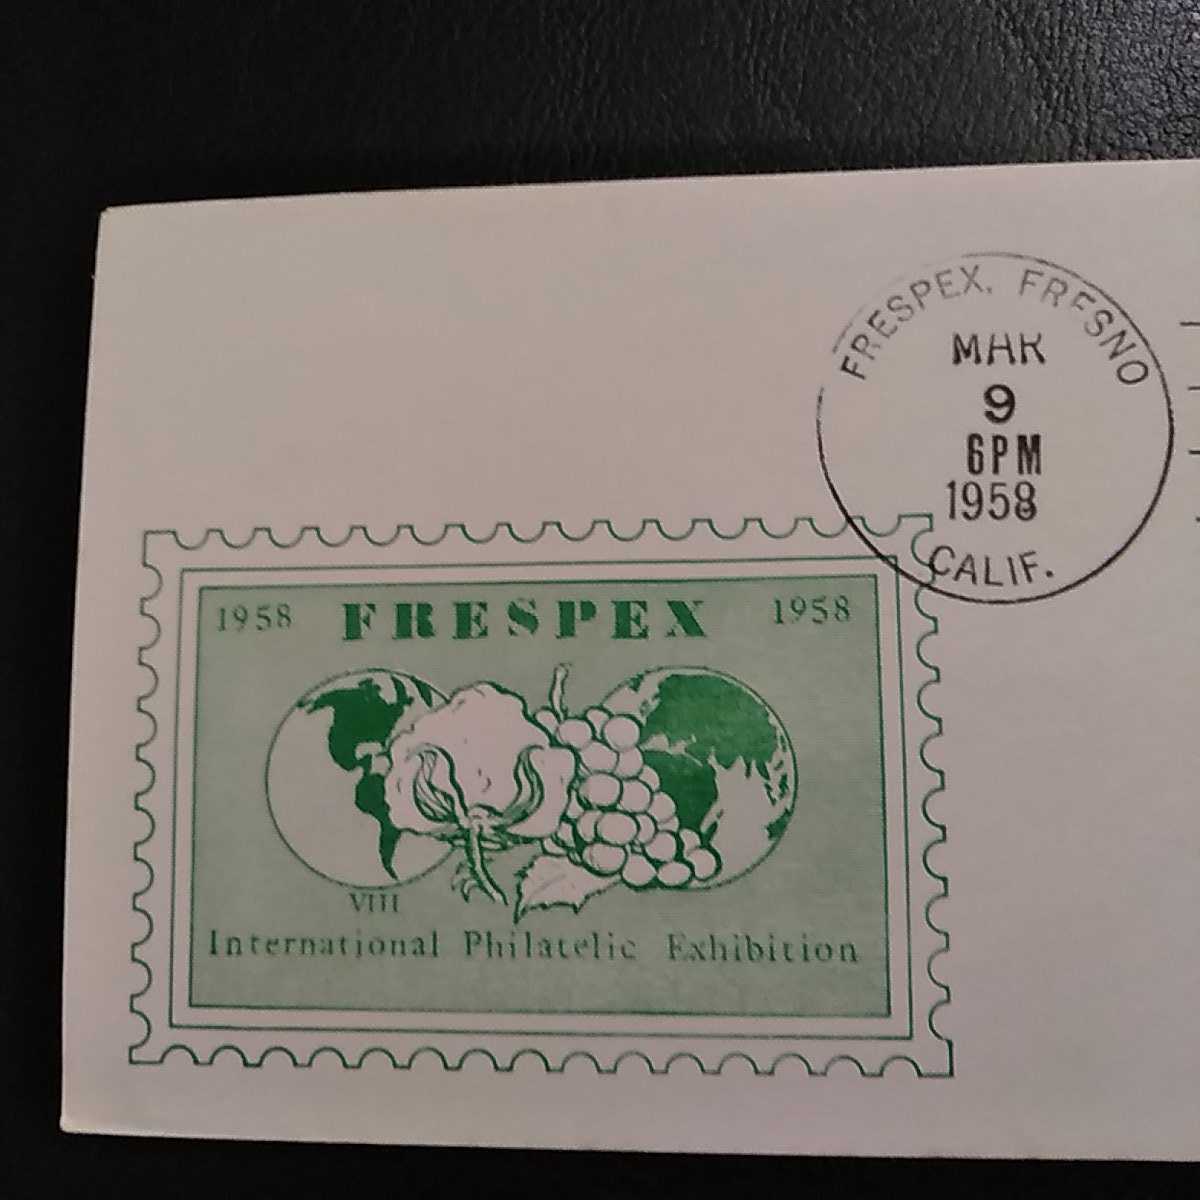 FRESPEX, FRESNO
MAR
9
6PM
1958
CALIF.
1958 FRESPEX 1958
VIII
International Philatelic Exhibition